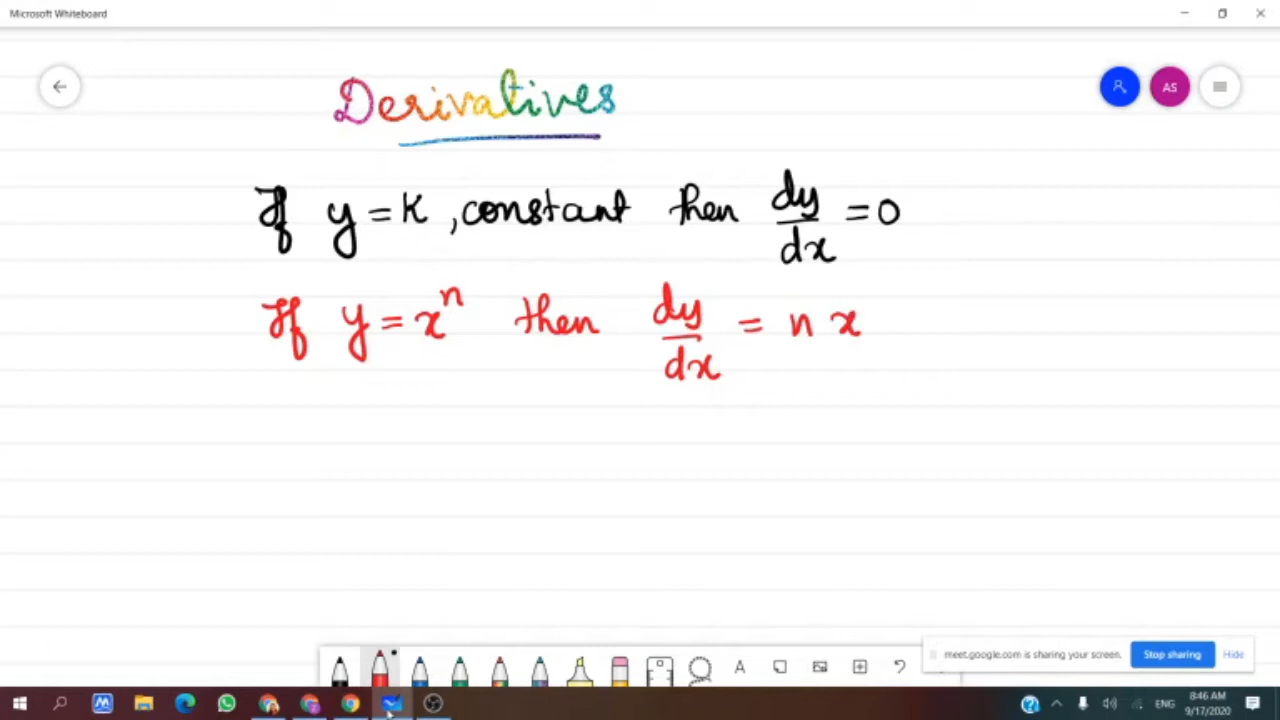 Microsoft Whiteboard
AS
Derivatives
If y = K, constant then dy/dx = 0
If y = x^n then dy/dx = n x
A
meet.google.com is sharing your screen. Stop sharing Hide
ENG
8:46 AM
9/17/2020